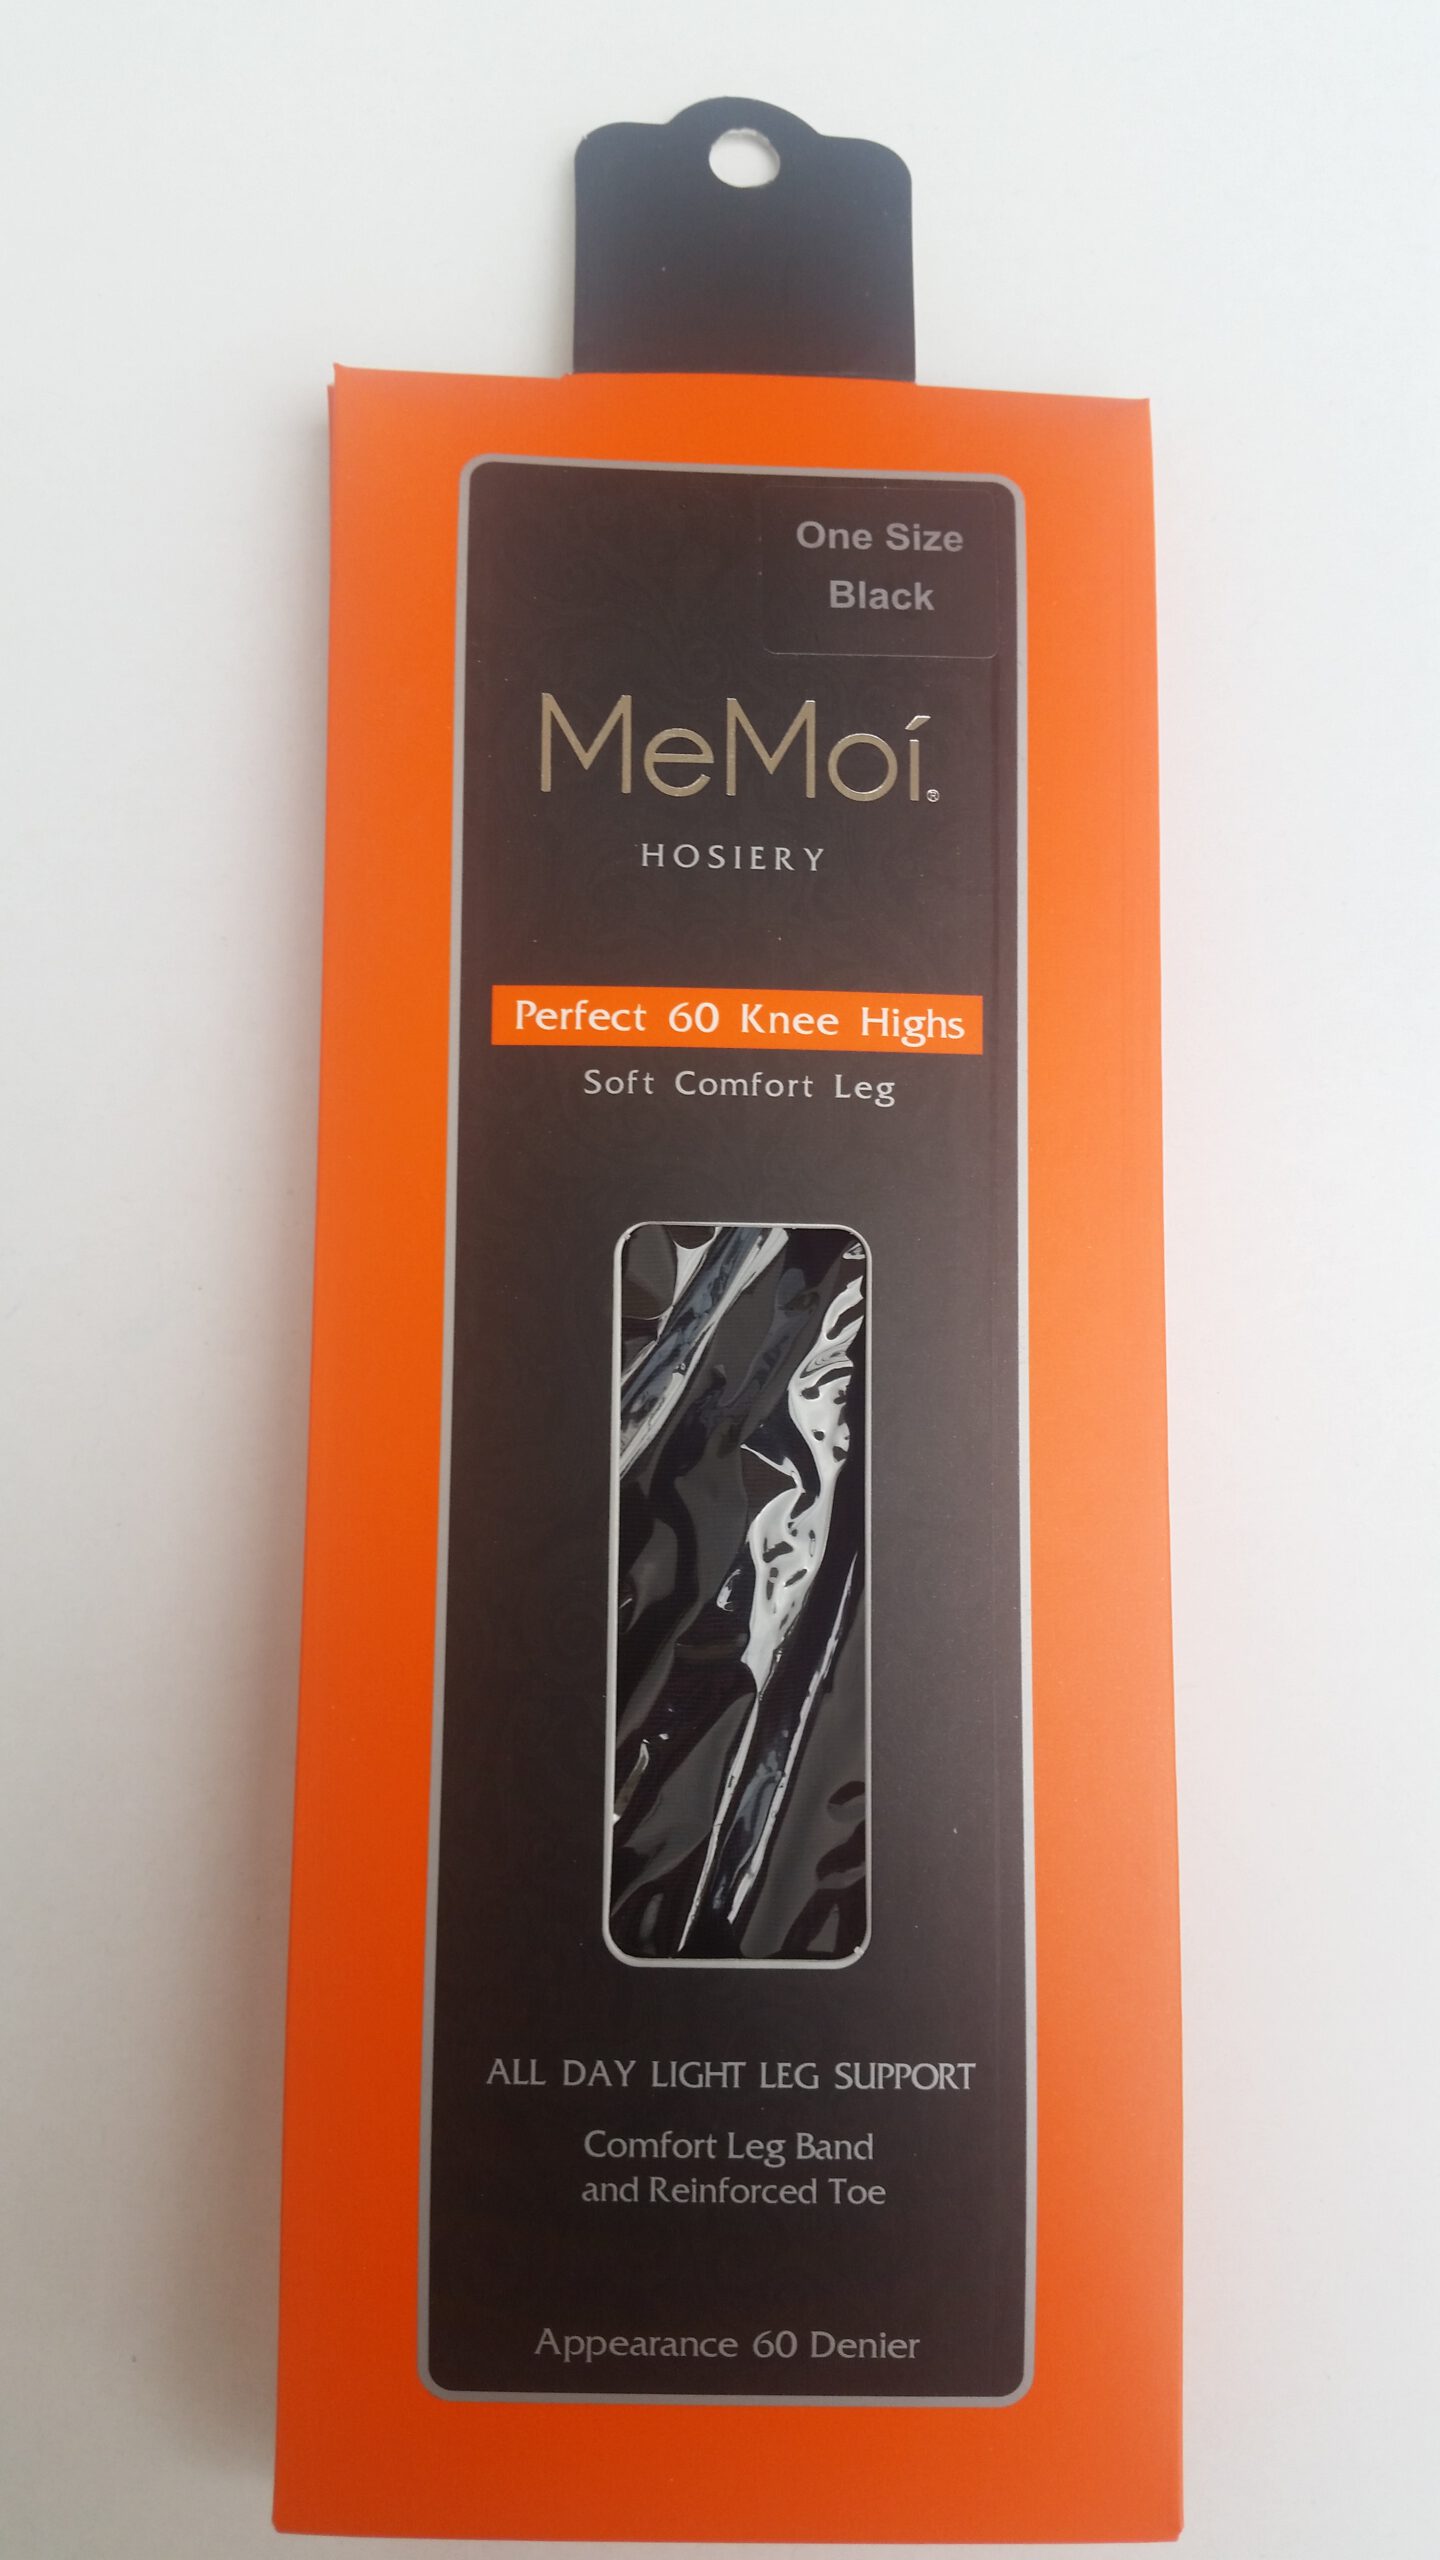 One Size
Black
MeMoí®
HOSIERY
Perfect 60 Knee Highs
Soft Comfort Leg
ALL DAY LIGHT LEG SUPPORT
Comfort Leg Band
and Reinforced Toe
Appearance 60 Denier